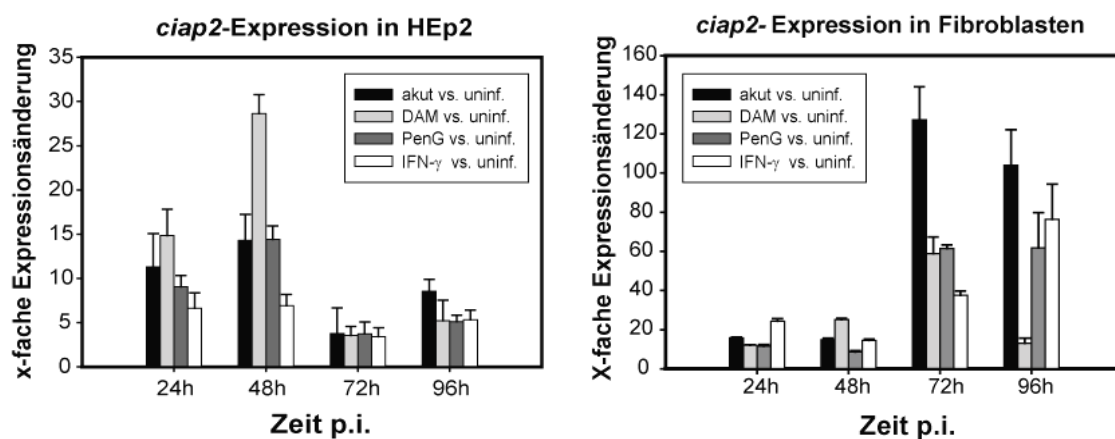 ciap2-Expression in HEp2
x-fache Expressionsänderung
35
30
25
20
15
10
5
0
akut vs. uninf.
DAM vs. uninf.
PenG vs. uninf.
IFN-γ vs. uninf.
24h 48h 72h 96h
Zeit p.i.
ciap2- Expression in Fibroblasten
X-fache Expressionsänderung
160
140
120
100
80
60
40
20
0
akut vs. uninf.
DAM vs. uninf.
PenG vs. uninf.
IFN-γ vs. uninf.
24h 48h 72h 96h
Zeit p.i.